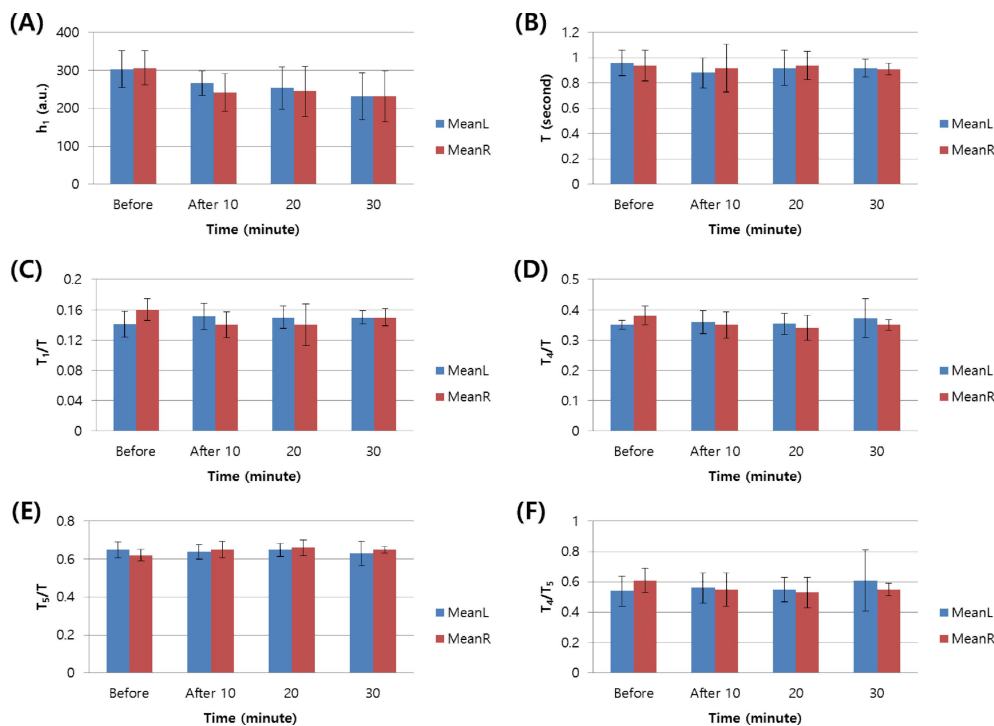 (A)
h₁ (a.u.)
400
300
200
100
0
Before After 10 20 30
Time (minute)
MeanL
MeanR
(B)
T (second)
1.2
1
0.8
0.6
0.4
0.2
0
Before After 10 20 30
Time (minute)
MeanL
MeanR
(C)
T₁/T
0.2
0.16
0.12
0.08
0.04
0
Before After 10 20 30
Time (minute)
MeanL
MeanR
(D)
T₄/T
0.5
0.4
0.3
0.2
0.1
0
Before After 10 20 30
Time (minute)
MeanL
MeanR
(E)
T₅/T
0.8
0.6
0.4
0.2
0
Before After 10 20 30
Time (minute)
MeanL
MeanR
(F)
T₄/T₅
1
0.8
0.6
0.4
0.2
0
Before After 10 20 30
Time (minute)
MeanL
MeanR